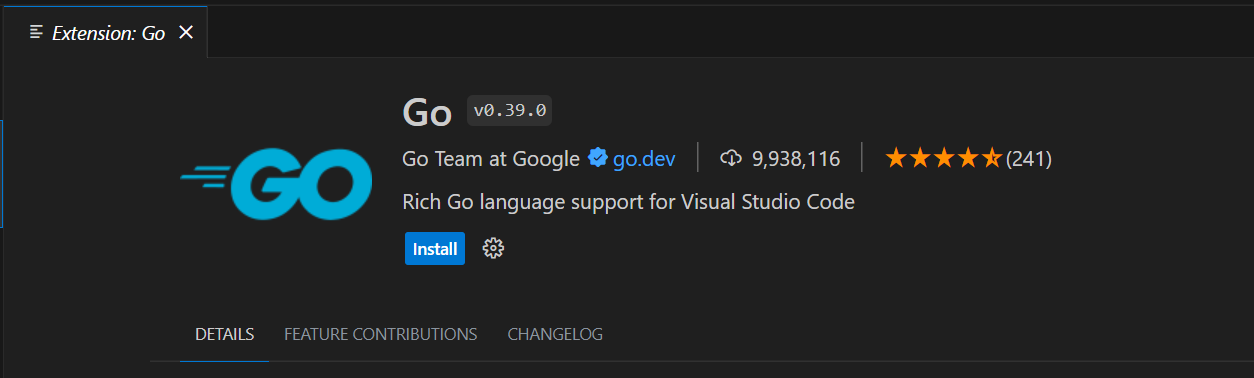 Extension: Go
GO
Go v0.39.0
Go Team at Google go.dev 9,938,116 (241)
Rich Go language support for Visual Studio Code
Install
DETAILS FEATURE CONTRIBUTIONS CHANGELOG